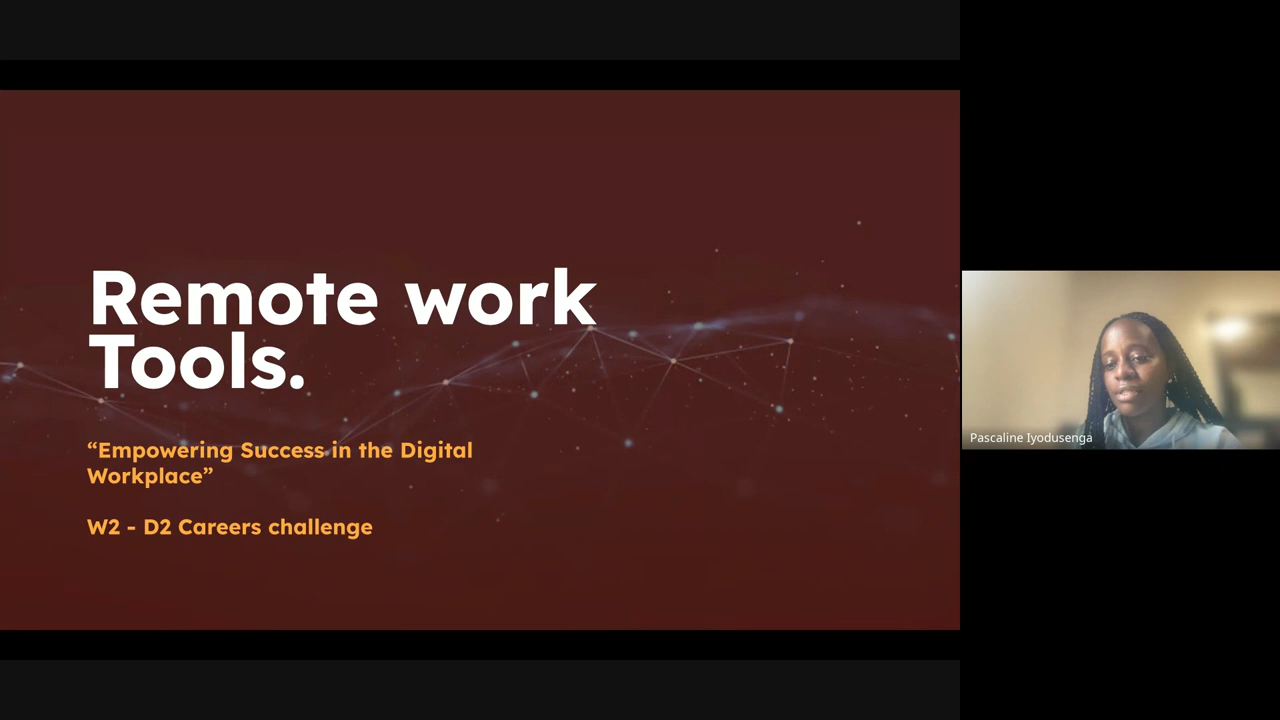 Remote work
Tools.
“Empowering Success in the Digital
Workplace”
W2 - D2 Careers challenge
Pascaline Iyodusenga